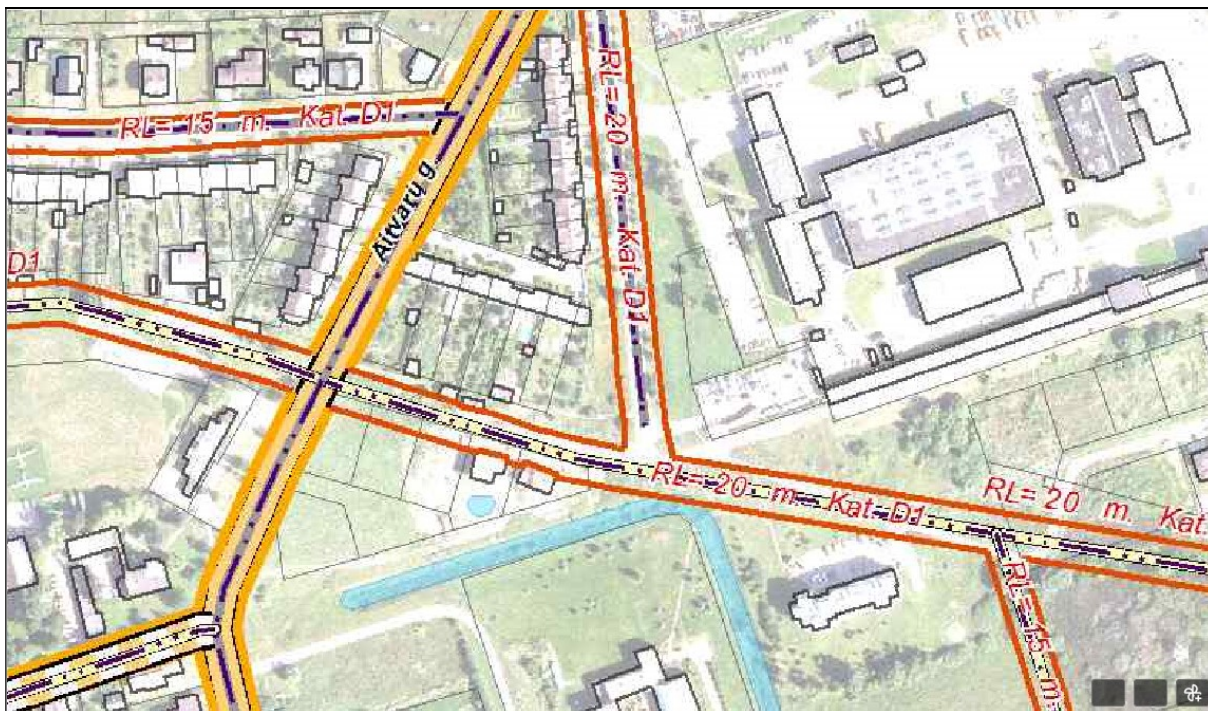 RL= 15 m. Kat. D1
RL= 20 m. Kat. D1
Aitvarų g.
D1
RL= 20 m. Kat. D1
RL= 20 m. Kat.
RL= 15 m.